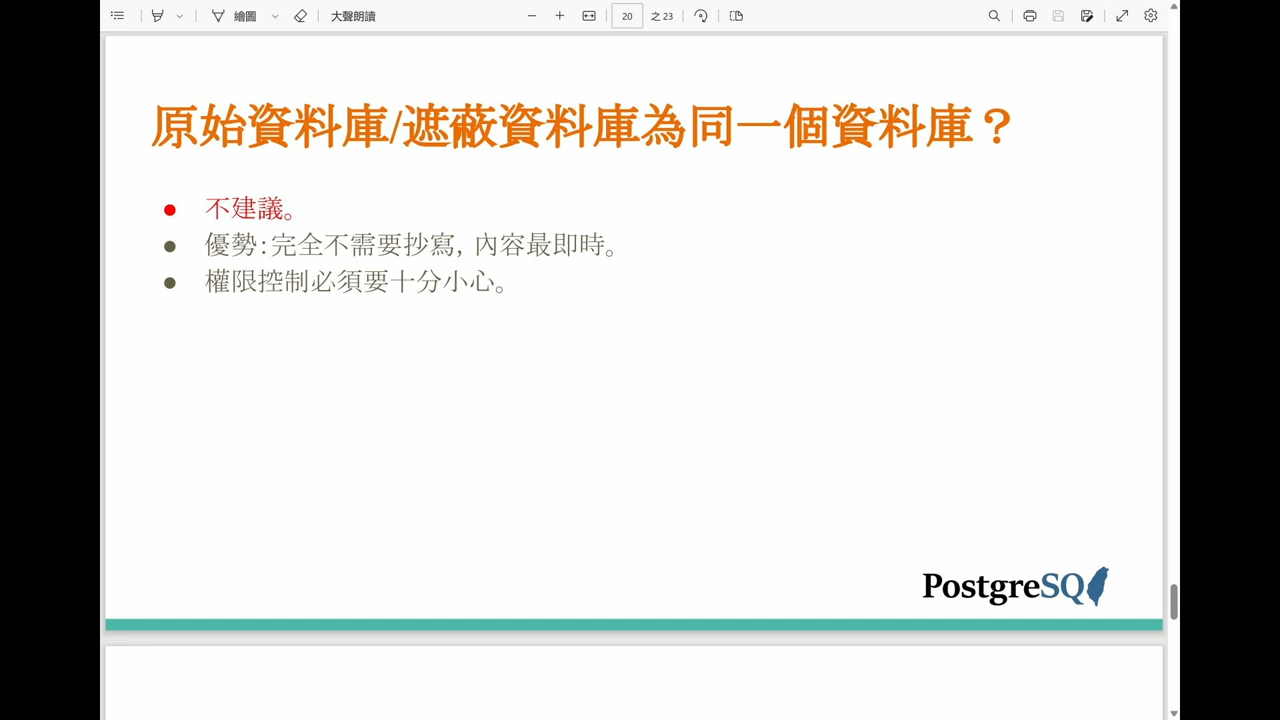 繪圖
大聲朗讀
20
之 23
原始資料庫/遮蔽資料庫為同一個資料庫？
不建議。
優勢：完全不需要抄寫，內容最即時。
權限控制必須要十分小心。
PostgreSQ